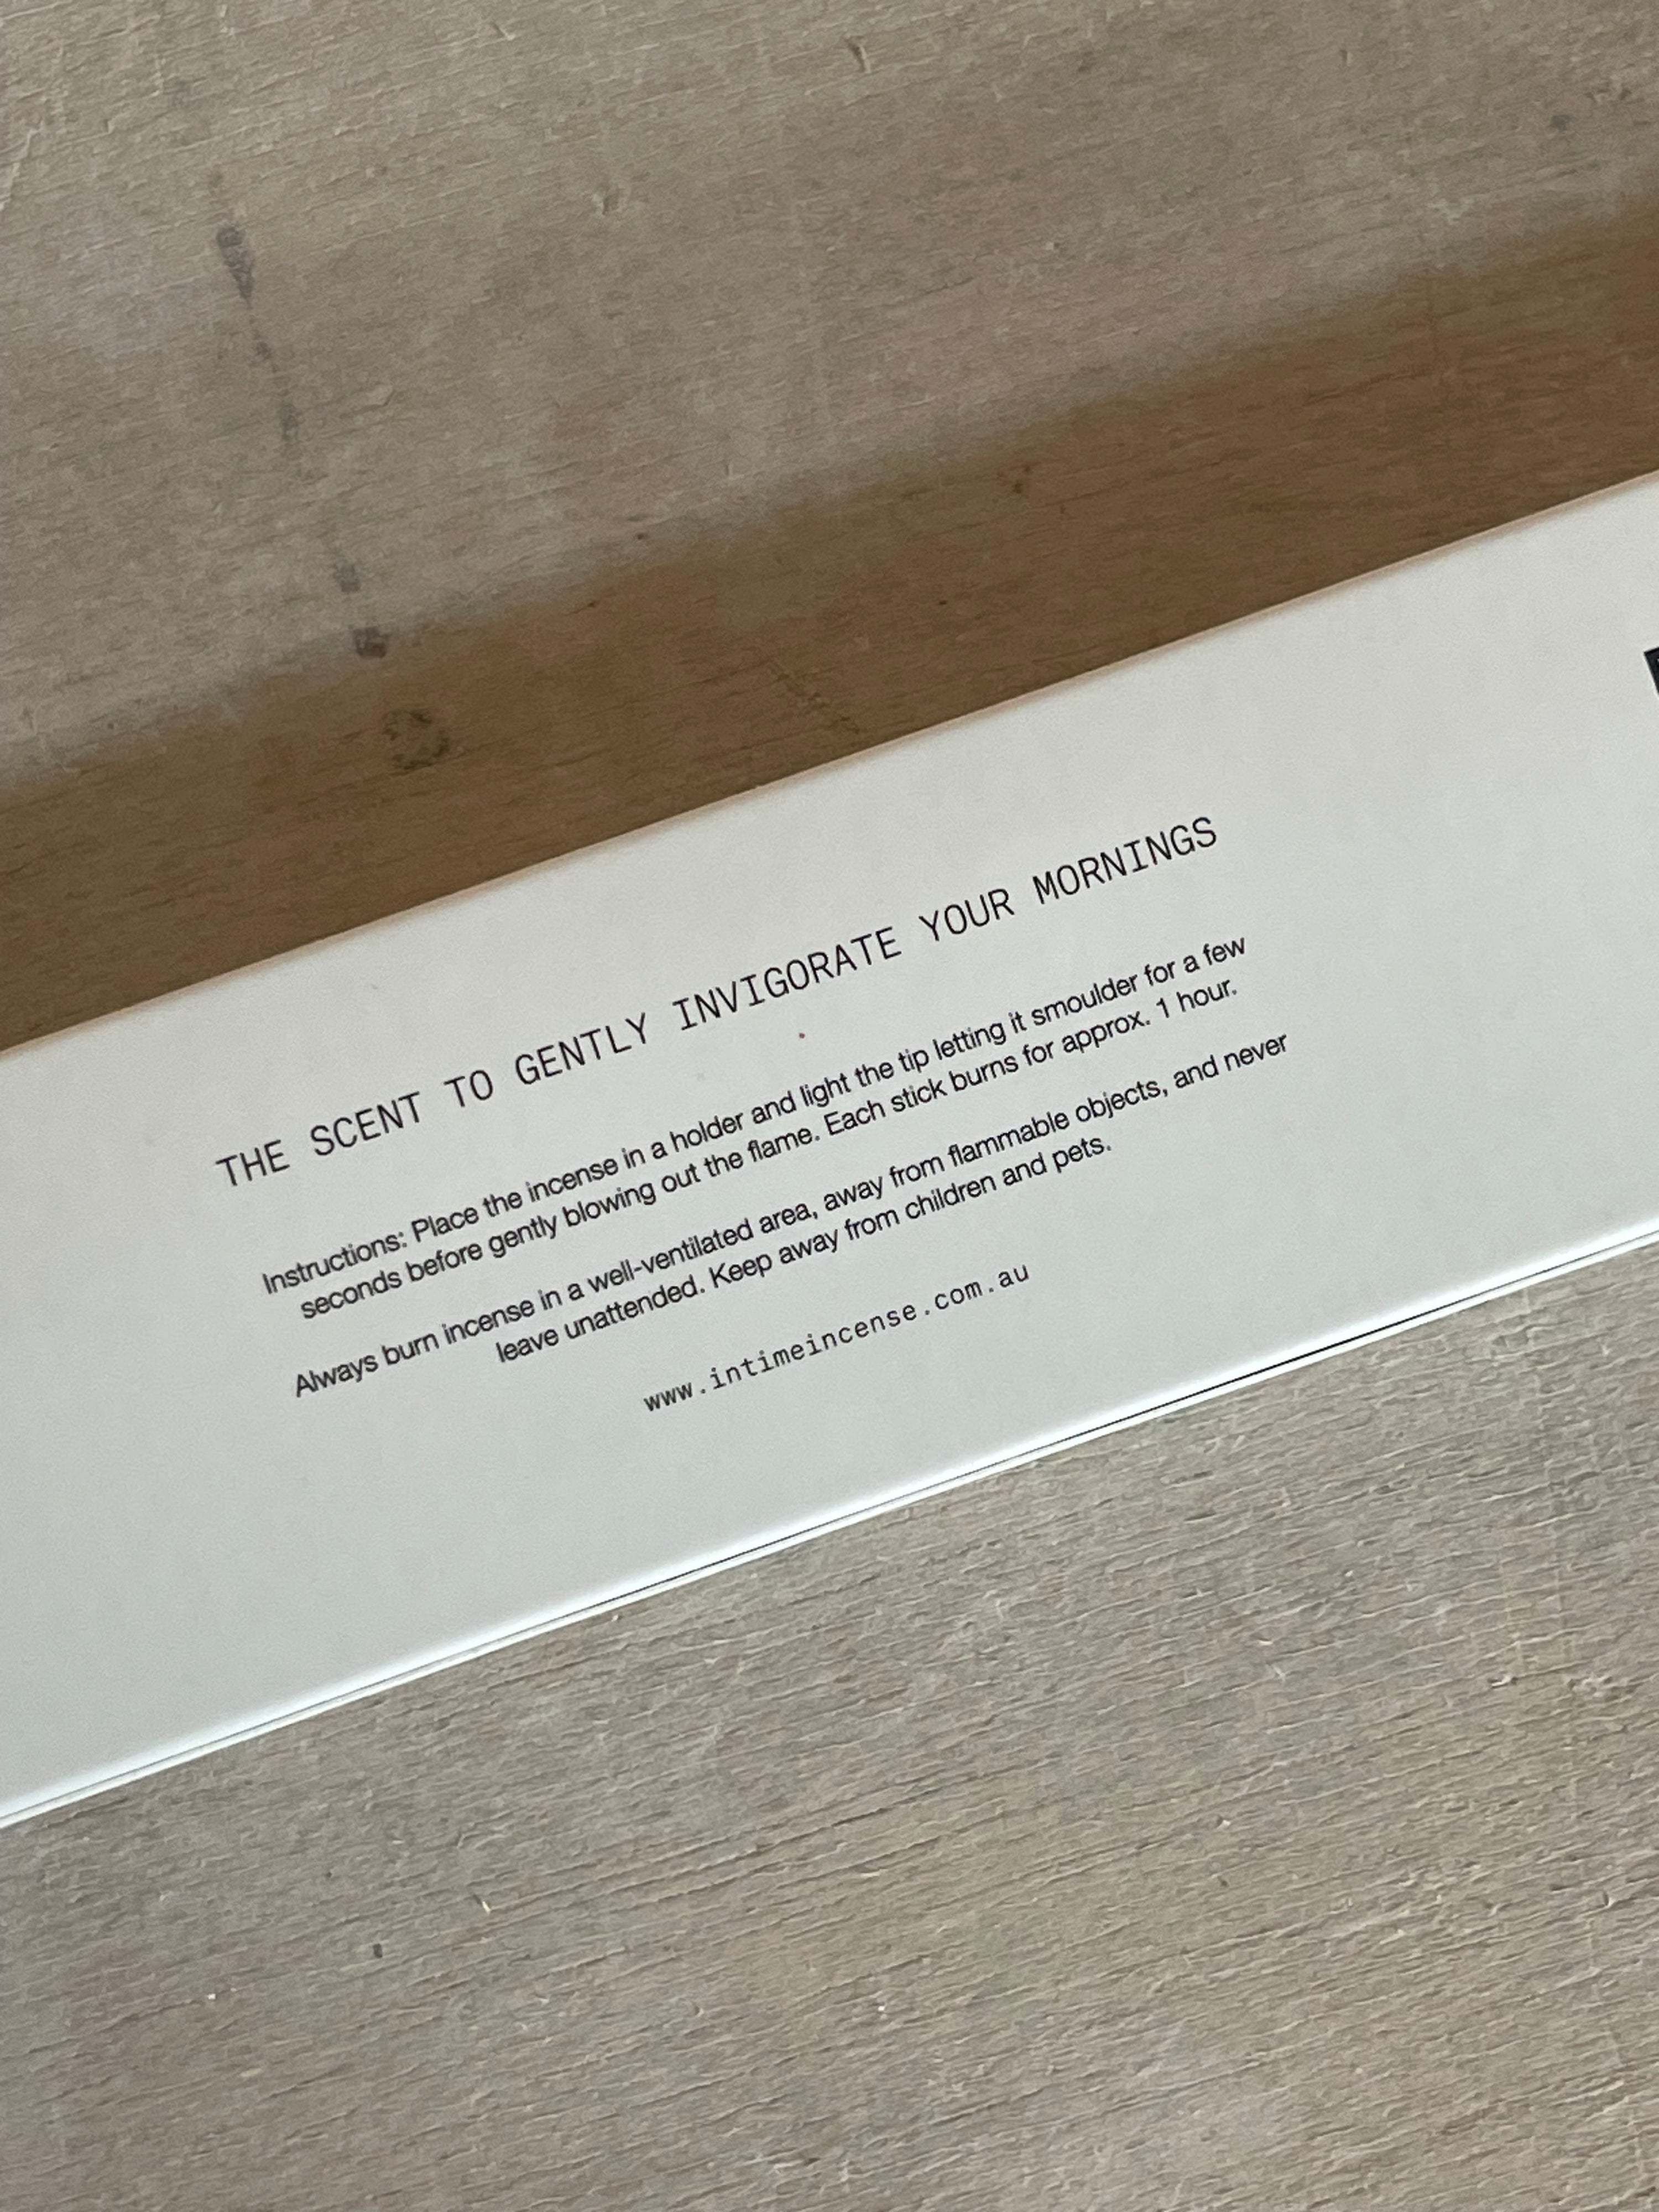 THE SCENT TO GENTLY INVIGORATE YOUR MORNINGS
Instructions: Place the incense in a holder and light the tip letting it smoulder for a few
seconds before gently blowing out the flame. Each stick burns for approx. 1 hour.
Always burn incense in a well-ventilated area, away from flammable objects, and never
leave unattended. Keep away from children and pets.
www.intimeincense.com.au